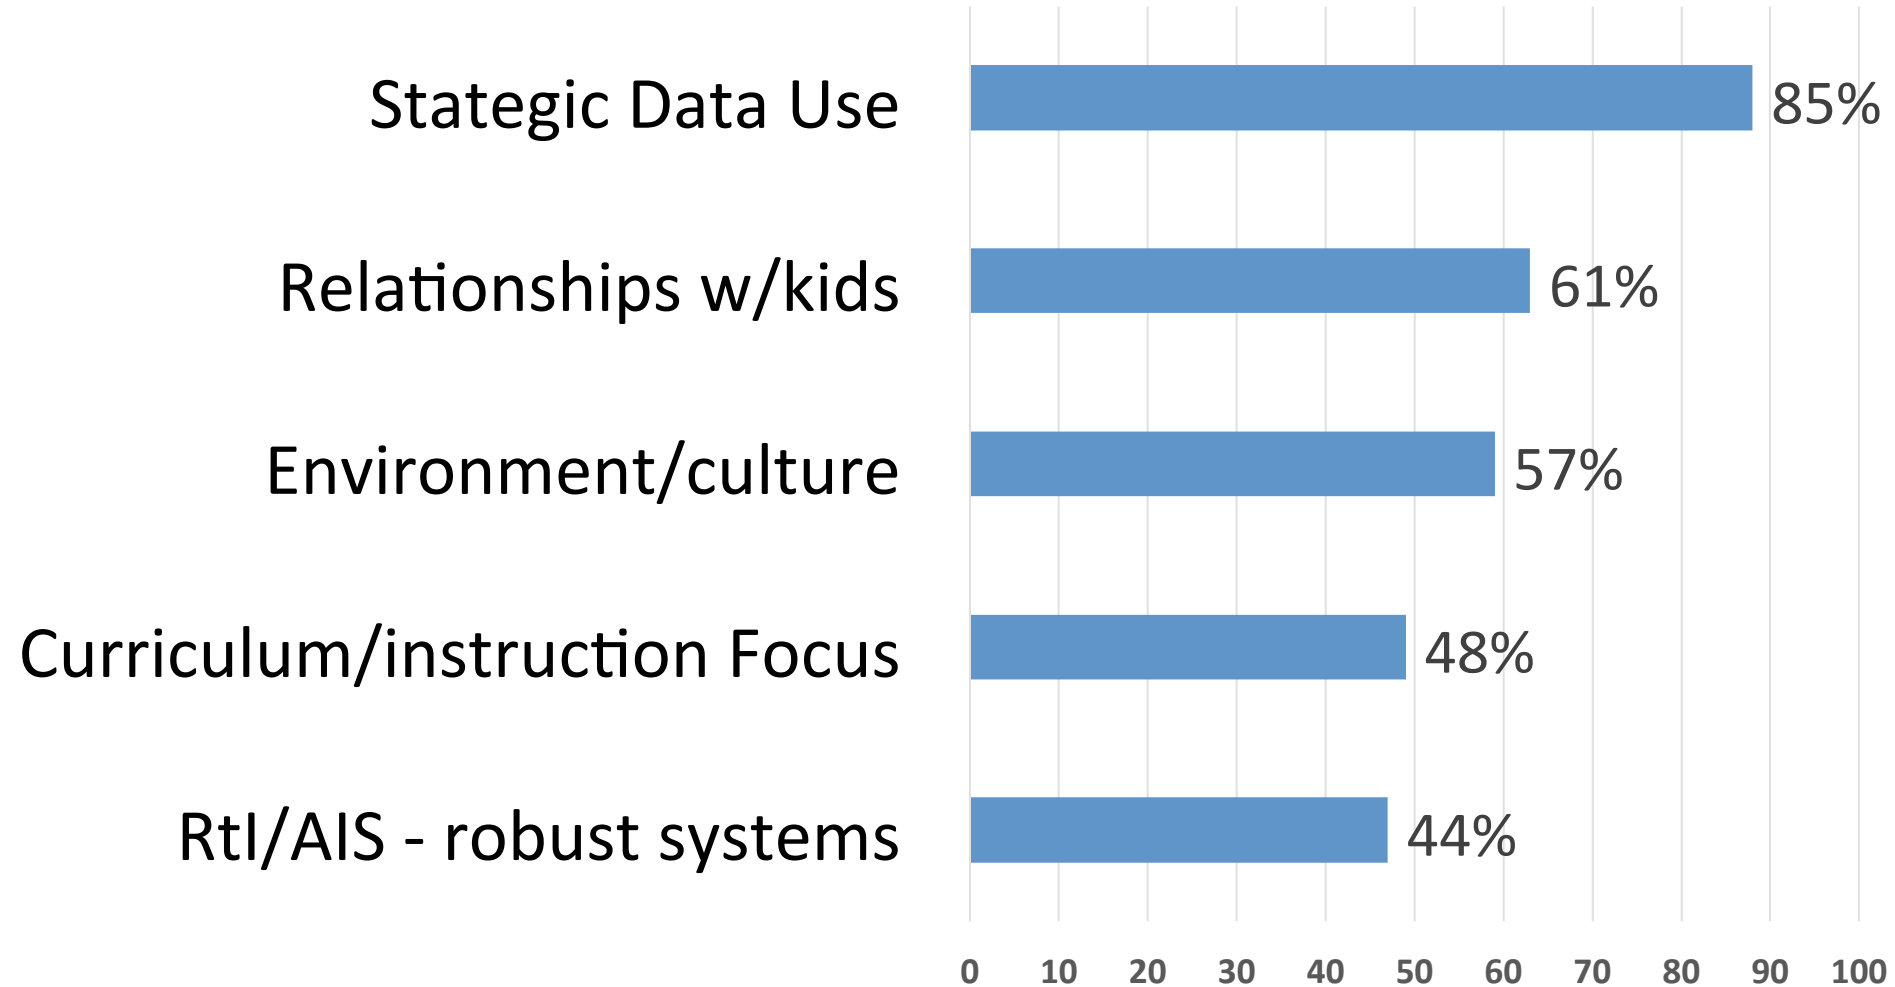 Stategic Data Use 85%
Relationships w/kids 61%
Environment/culture 57%
Curriculum/instruction Focus 48%
RtI/AIS - robust systems 44%
0 10 20 30 40 50 60 70 80 90 100